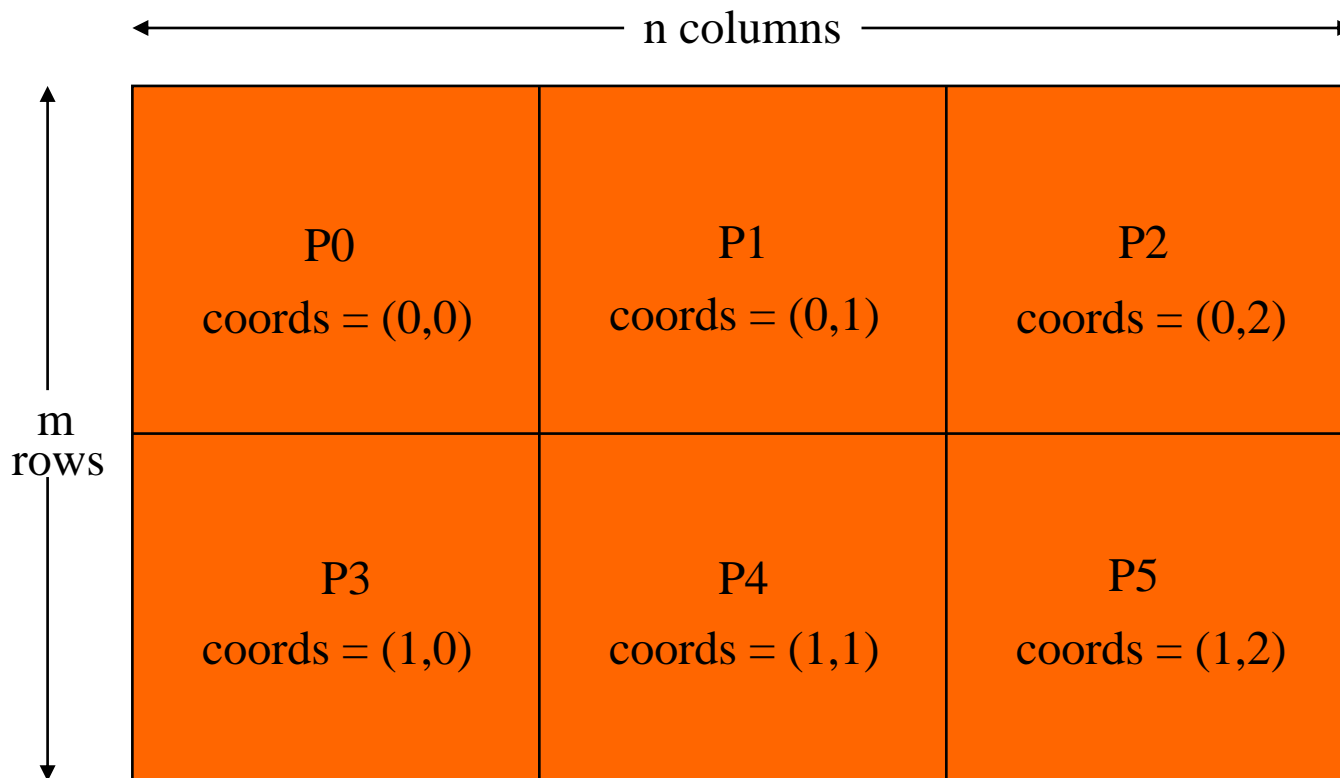 n columns
P0
coords = (0,0)
P1
coords = (0,1)
P2
coords = (0,2)
m
rows
P3
coords = (1,0)
P4
coords = (1,1)
P5
coords = (1,2)